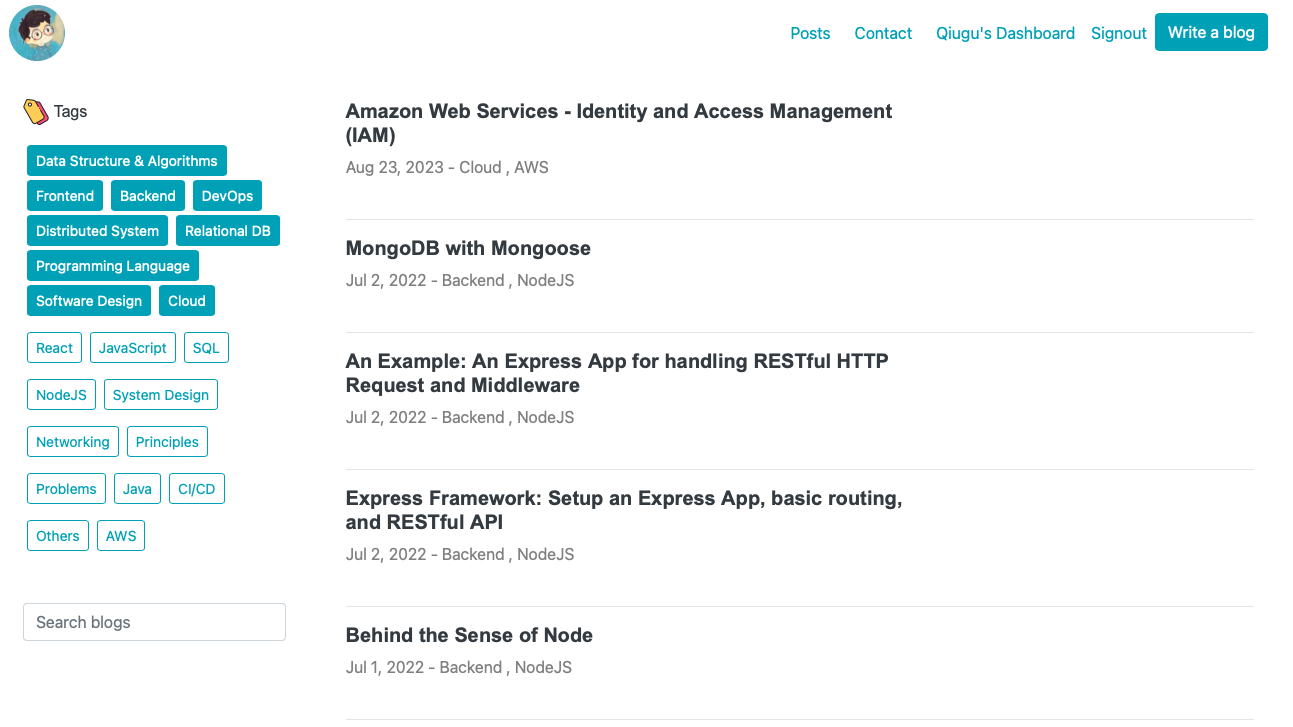 Posts Contact Qiugu's Dashboard Signout Write a blog
Tags
Data Structure & Algorithms
Frontend Backend DevOps
Distributed System Relational DB
Programming Language
Software Design Cloud
React JavaScript SQL
NodeJS System Design
Networking Principles
Problems Java CI/CD
Others AWS
Search blogs
Amazon Web Services - Identity and Access Management
(IAM)
Aug 23, 2023 - Cloud , AWS
MongoDB with Mongoose
Jul 2, 2022 - Backend , NodeJS
An Example: An Express App for handling RESTful HTTP
Request and Middleware
Jul 2, 2022 - Backend , NodeJS
Express Framework: Setup an Express App, basic routing,
and RESTful API
Jul 2, 2022 - Backend , NodeJS
Behind the Sense of Node
Jul 1, 2022 - Backend , NodeJS